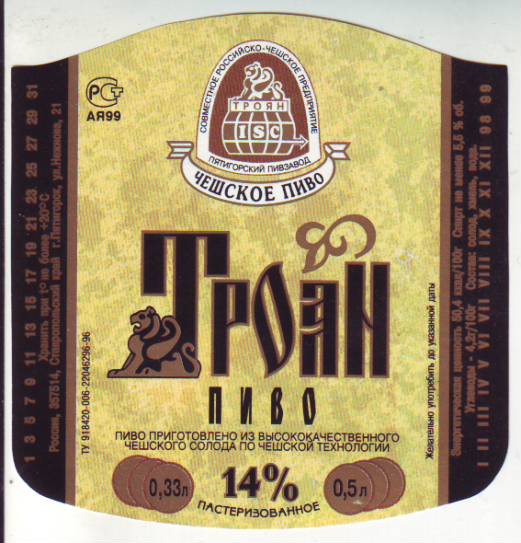 СОВМЕСТНОЕ РОССИЙСКО-ЧЕШСКОЕ ПРЕДПРИЯТИЕ
ТРОЯН
ISC
ПЯТИГОРСКИЙ ПИВЗАВОД
ЧЕШСКОЕ ПИВО
РСТ
АЯ99
ТРОЯН
ПИВО
ПИВО ПРИГОТОВЛЕНО ИЗ ВЫСОКОКАЧЕСТВЕННОГО
ЧЕШСКОГО СОЛОДА ПО ЧЕШСКОЙ ТЕХНОЛОГИИ
0,33л
14%
0,5л
ПАСТЕРИЗОВАННОЕ
1 3 5 7 9 11 13 15 17 19 21 23 25 27 29 31
Хранить при t° не более +20°С
Россия, 357514, Ставропольский край г.Пятигорск, ул.Нежнова, 21
ТУ 918420-006-22046296-96
Желательно употребить до указанной даты
Энергетическая ценность 50,4 ккал/100г Спирт не менее 5,5 % об.
Углеводы - 4,2г/100г Состав: солод, хмель, вода.
I II III IV V VI VII VIII IX X XI XII 98 99